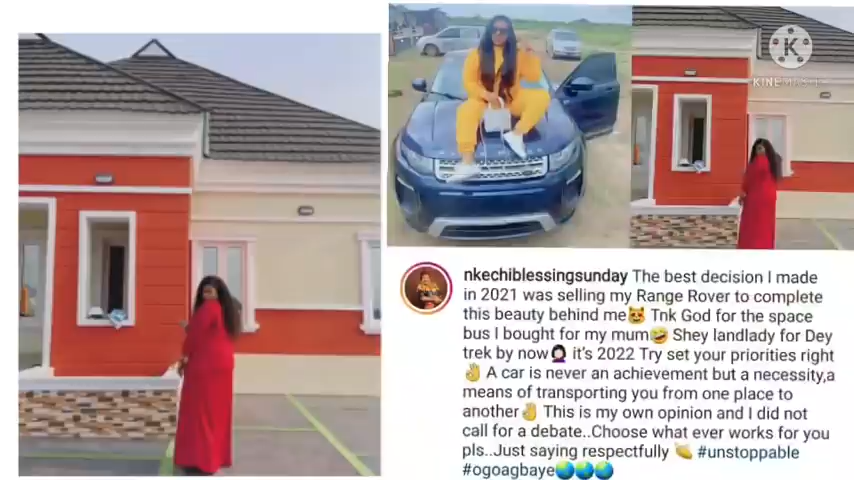 KINEMASTER
nkechiblessingsunday The best decision I made
in 2021 was selling my Range Rover to complete
this beauty behind me😻 Tnk God for the space
bus I bought for my mum🤣 Shey landlady for Dey
trek by now🤦🏻‍♀️ it's 2022 Try set your priorities right
👌 A car is never an achievement but a necessity,a
means of transporting you from one place to
another👌 This is my own opinion and I did not
call for a debate..Choose what ever works for you
pls..Just saying respectfully 👏 #unstoppable
#ogoagbaye🌏🌏🌏